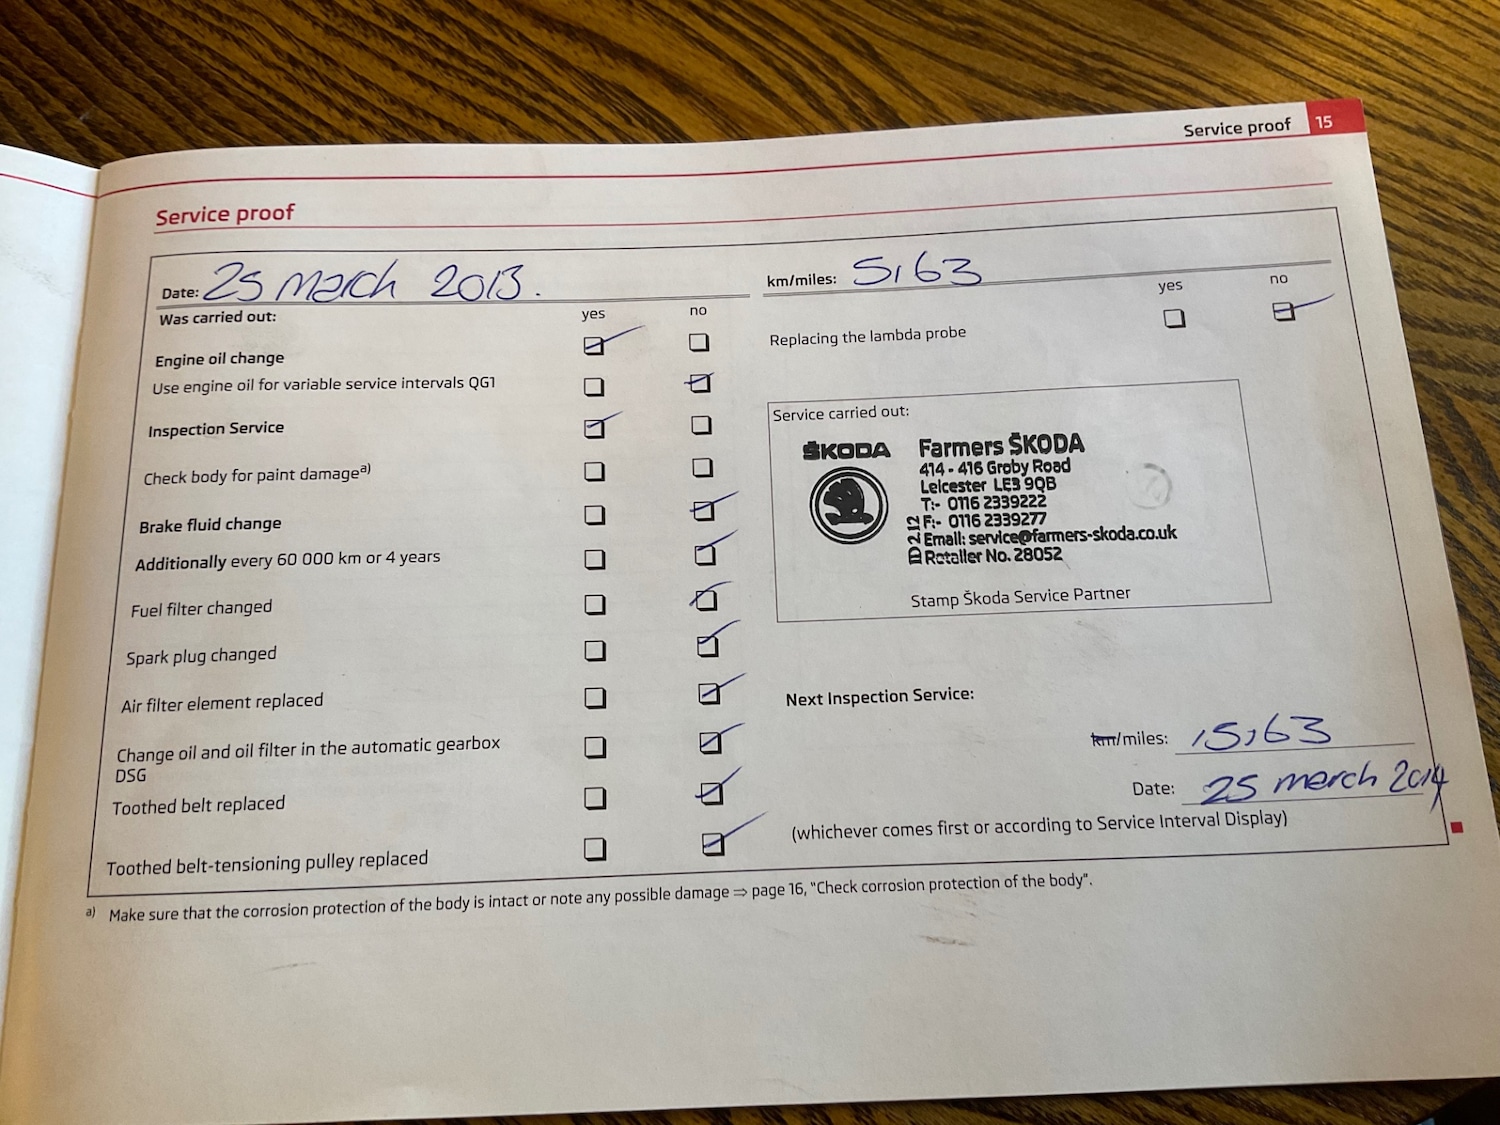 Service proof 15
Service proof
Date: 25 march 2013.
km/miles: 5163
Was carried out: yes no
yes no
Engine oil change
Use engine oil for variable service intervals QG1
Inspection Service
Check body for paint damage a)
Brake fluid change
Additionally every 60 000 km or 4 years
Fuel filter changed
Spark plug changed
Air filter element replaced
Change oil and oil filter in the automatic gearbox
DSG
Toothed belt replaced
Toothed belt-tensioning pulley replaced
Replacing the lambda probe
Service carried out:
ŠKODA
Farmers ŠKODA
414 - 416 Groby Road
Leicester LE3 9QB
T:- 0116 2339222
F:- 0116 2339277
Email: service@farmers-skoda.co.uk
Retailer No. 28052
Stamp Škoda Service Partner
Next Inspection Service:
km/miles: 15163
Date: 25 march 2014
(whichever comes first or according to Service Interval Display)
a) Make sure that the corrosion protection of the body is intact or note any possible damage ⇒ page 16, "Check corrosion protection of the body".